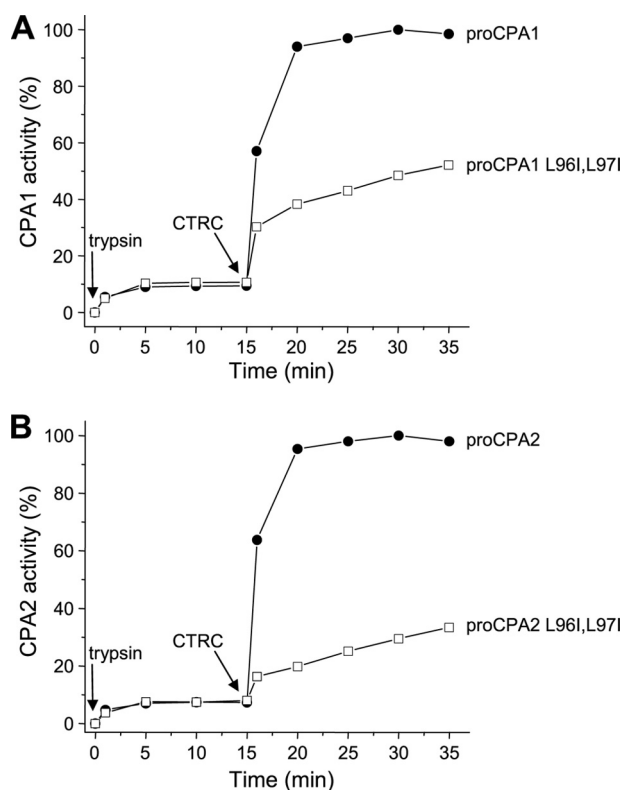 A
CPA1 activity (%)
100
80
60
40
20
0
proCPA1
proCPA1 L96I,L97I
trypsin
CTRC
0 5 10 15 20 25 30 35
Time (min)
B
CPA2 activity (%)
100
80
60
40
20
0
proCPA2
proCPA2 L96I,L97I
trypsin
CTRC
0 5 10 15 20 25 30 35
Time (min)